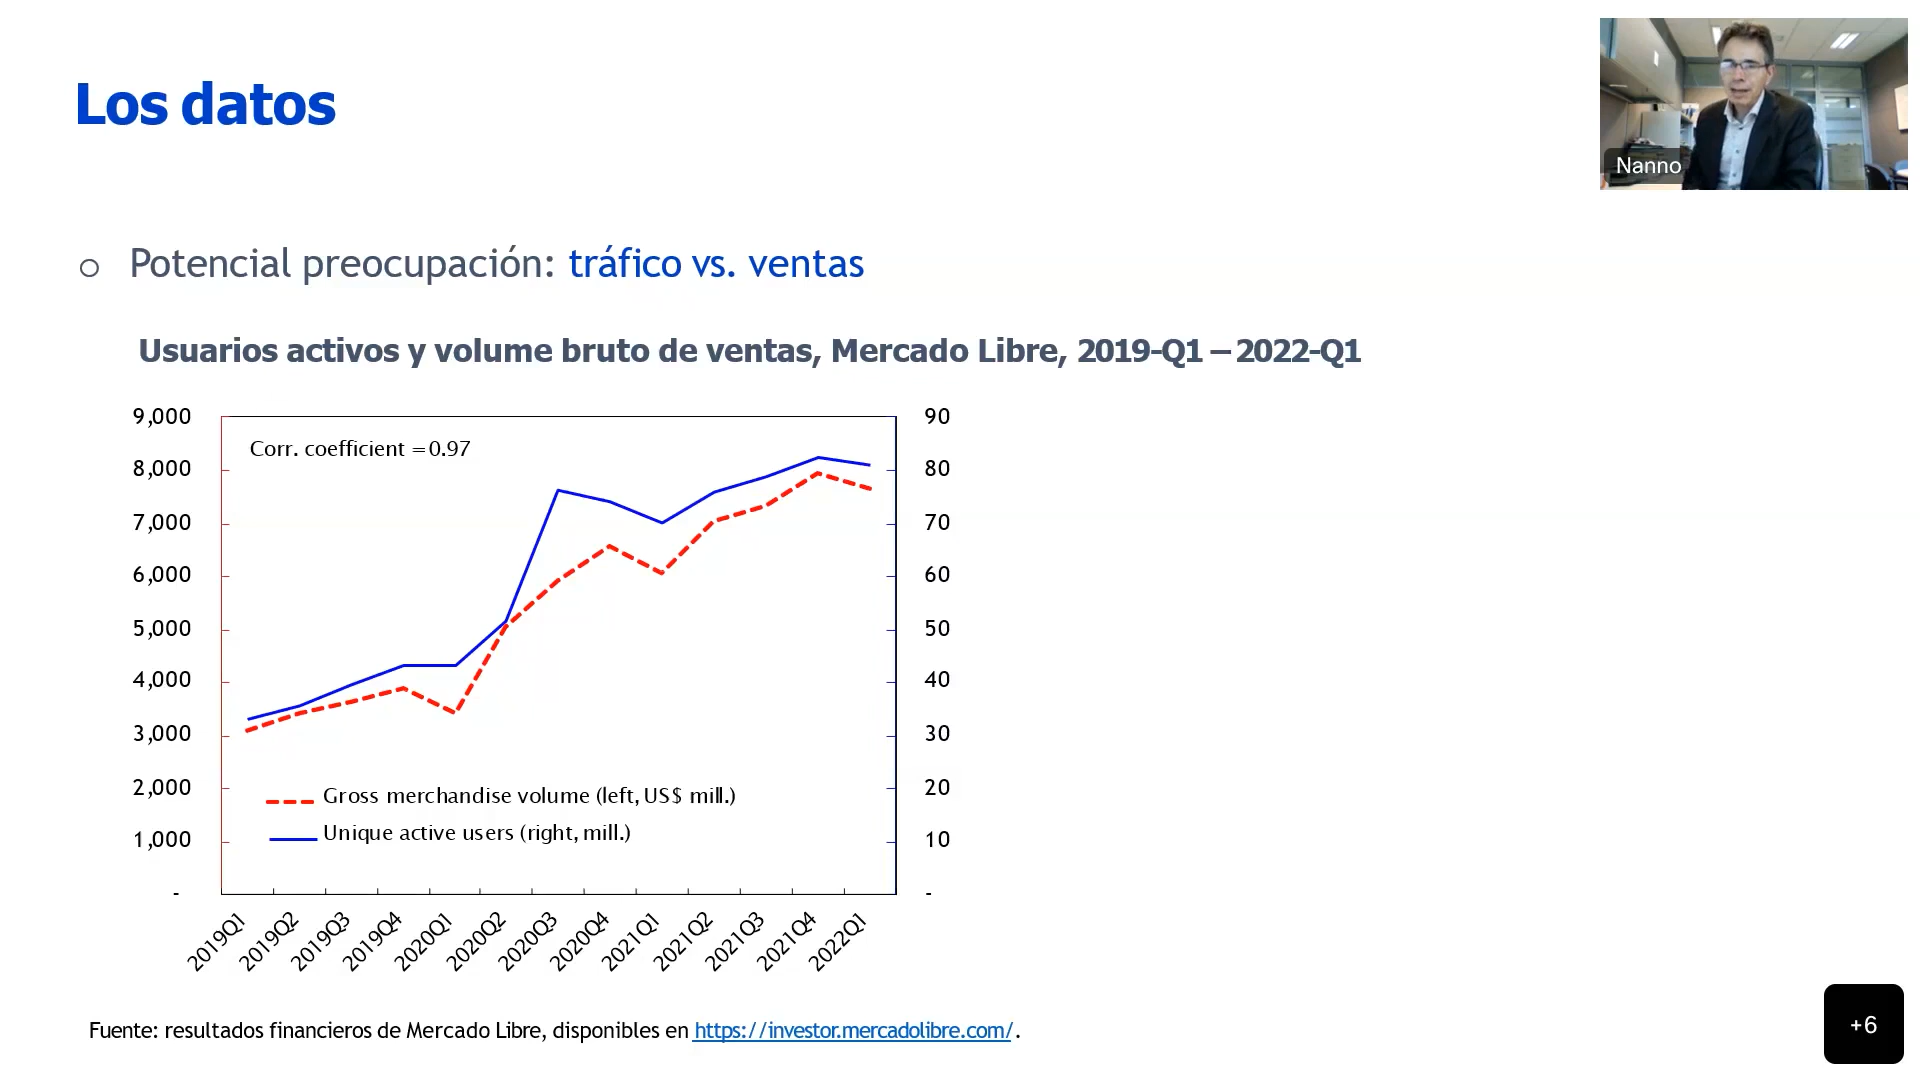 Los datos
Nanno
o Potencial preocupación: tráfico vs. ventas
Usuarios activos y volume bruto de ventas, Mercado Libre, 2019-Q1 – 2022-Q1
9,000
8,000
7,000
6,000
5,000
4,000
3,000
2,000
1,000
-
Corr. coefficient = 0.97
Gross merchandise volume (left, US$ mill.)
Unique active users (right, mill.)
90
80
70
60
50
40
30
20
10
-
2019Q1
2019Q2
2019Q3
2019Q4
2020Q1
2020Q2
2020Q3
2020Q4
2021Q1
2021Q2
2021Q3
2021Q4
2022Q1
Fuente: resultados financieros de Mercado Libre, disponibles en https://investor.mercadolibre.com/.
+6